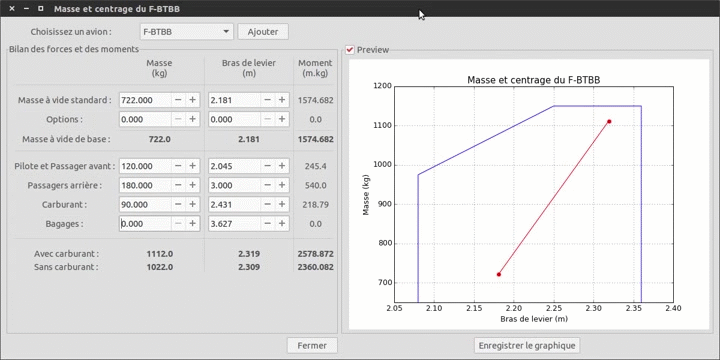 Masse et centrage du F-BTBB
Choisissez un avion : F-BTBB Ajouter
Bilan des forces et des moments
Masse (kg) Bras de levier (m) Moment (m.kg)
Masse à vide standard : 722.000 2.181 1574.682
Options : 0.000 0.000 0.0
Masse à vide de base : 722.0 2.181 1574.682
Pilote et Passager avant : 120.000 2.045 245.4
Passagers arrière : 180.000 3.000 540.0
Carburant : 90.000 2.431 218.79
Bagages : 0.000 3.627 0.0
Avec carburant : 1112.0 2.319 2578.872
Sans carburant : 1022.0 2.309 2360.082
Fermer
Preview
Masse et centrage du F-BTBB
Masse (kg)
1200
1100
1000
900
800
700
2.05 2.10 2.15 2.20 2.25 2.30 2.35 2.40
Bras de levier (m)
Enregistrer le graphique